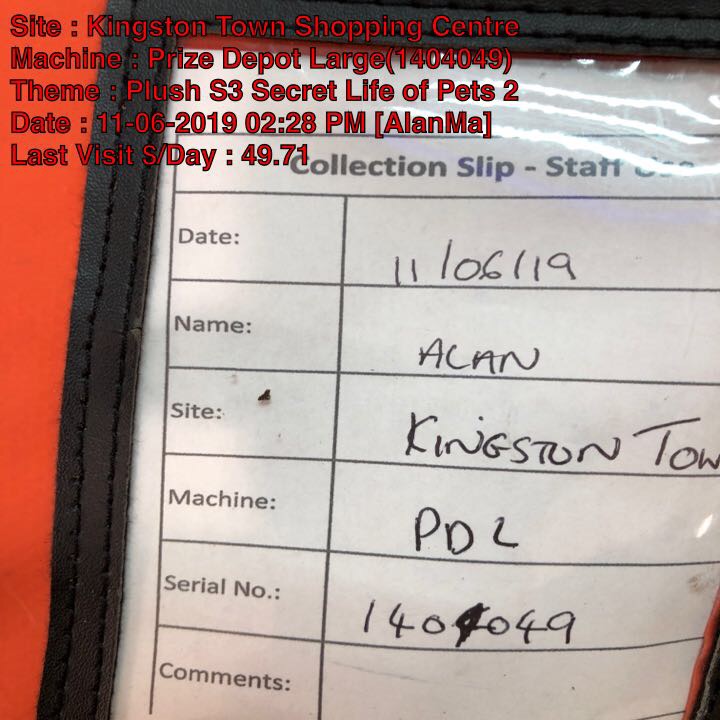 Site : Kingston Town Shopping Centre
Machine : Prize Depot Large(1404049)
Theme : Plush S3 Secret Life of Pets 2
Date : 11-06-2019 02:28 PM [AlanMa]
Last Visit S/Day : 49.71
Collection Slip - Staff Use
Date: 11/06/19
Name: ALAN
Site: KINGSTON TOW
Machine: PDL
Serial No.: 1404049
Comments: